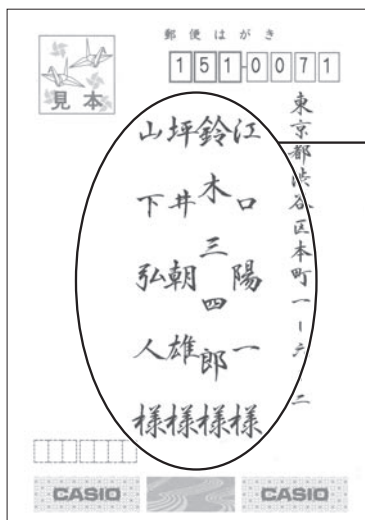 郵便はがき
151-0071
見本
東京都渋谷区本町一ー六 二
江口陽一様
鈴木三四郎様
坪井朝雄様
山下弘人様
CASIO
CASIO